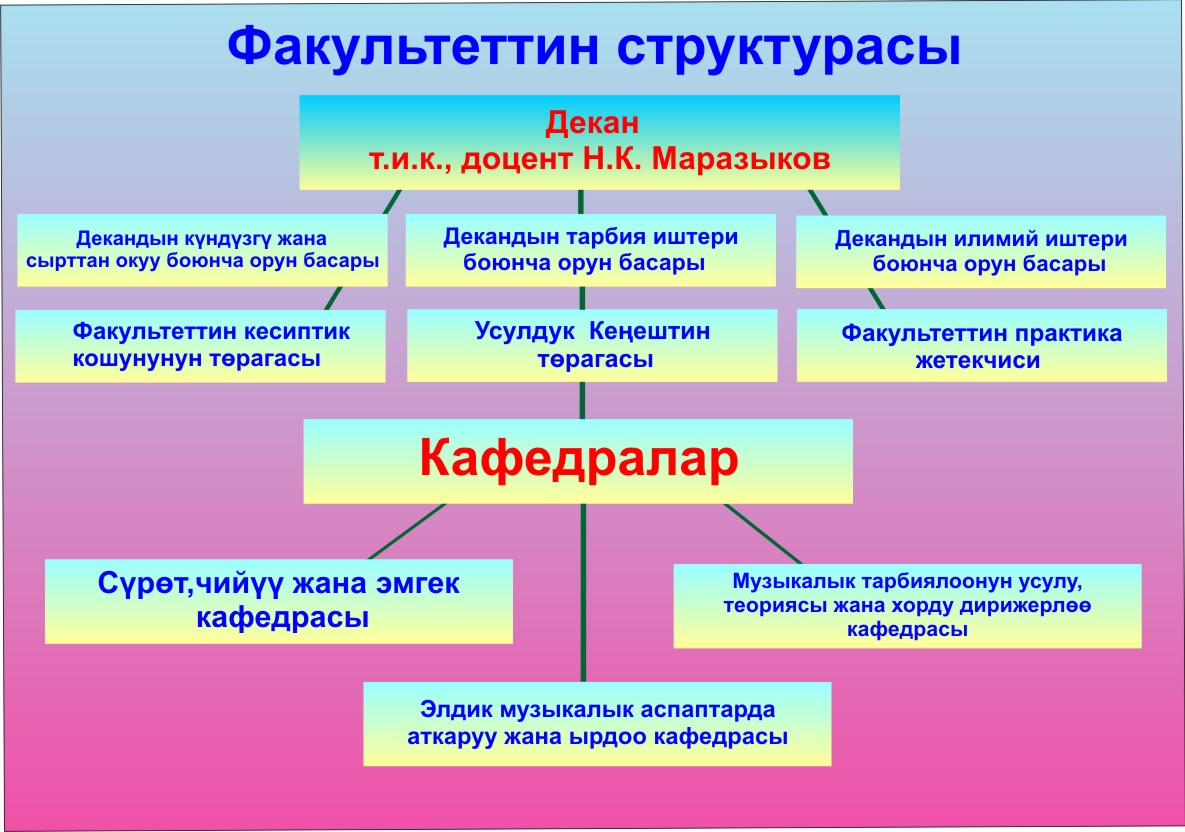 Факультеттин структурасы
Декан
т.и.к., доцент Н.К. Маразыков
Декандын күндүзгү жана
сырттан окуу боюнча орун басары
Декандын тарбия иштери
боюнча орун басары
Декандын илимий иштери
боюнча орун басары
Факультеттин кесиптик
кошунунун төрагасы
Усулдук Кеңештин
төрагасы
Факультеттин практика
жетекчиси
Кафедралар
Сүрөт,чийүү жана эмгек
кафедрасы
Музыкалык тарбиялоонун усулу,
теориясы жана хорду дирижерлөө
кафедрасы
Элдик музыкалык аспаптарда
аткаруу жана ырдоо кафедрасы